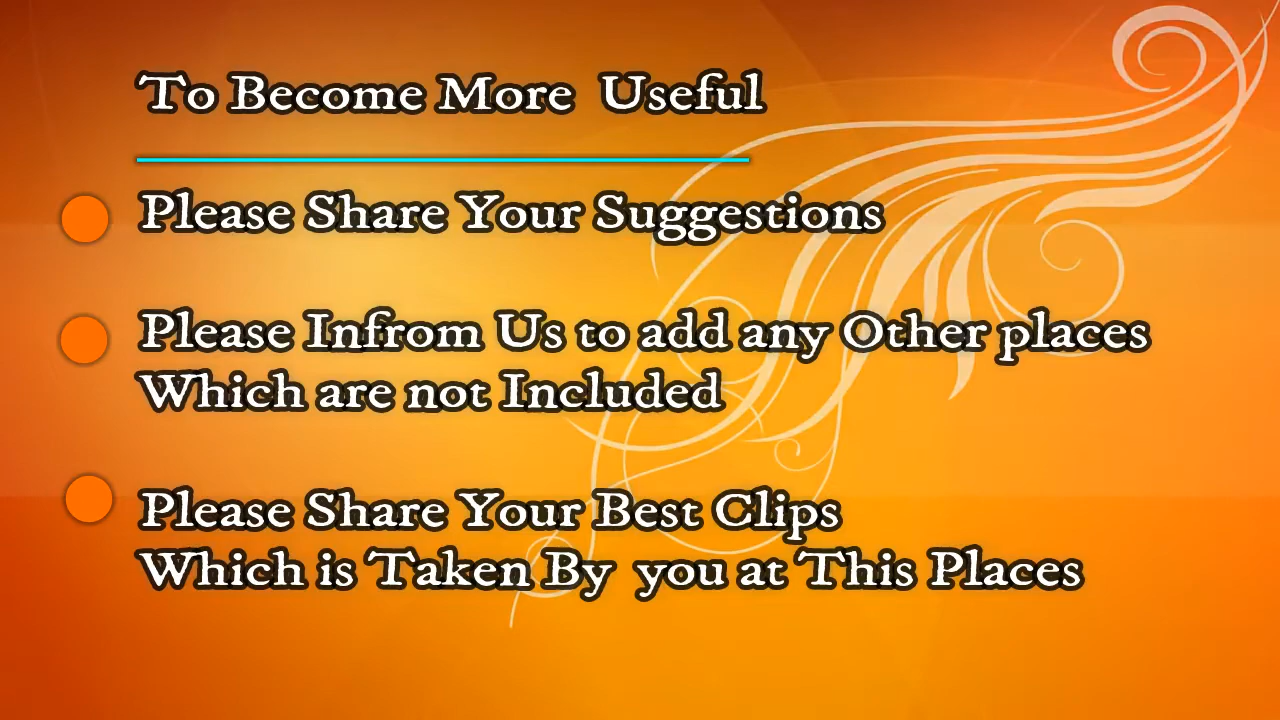 To Become More Useful
Please Share Your Suggestions
Please Infrom Us to add any Other places
Which are not Included
Please Share Your Best Clips
Which is Taken By you at This Places